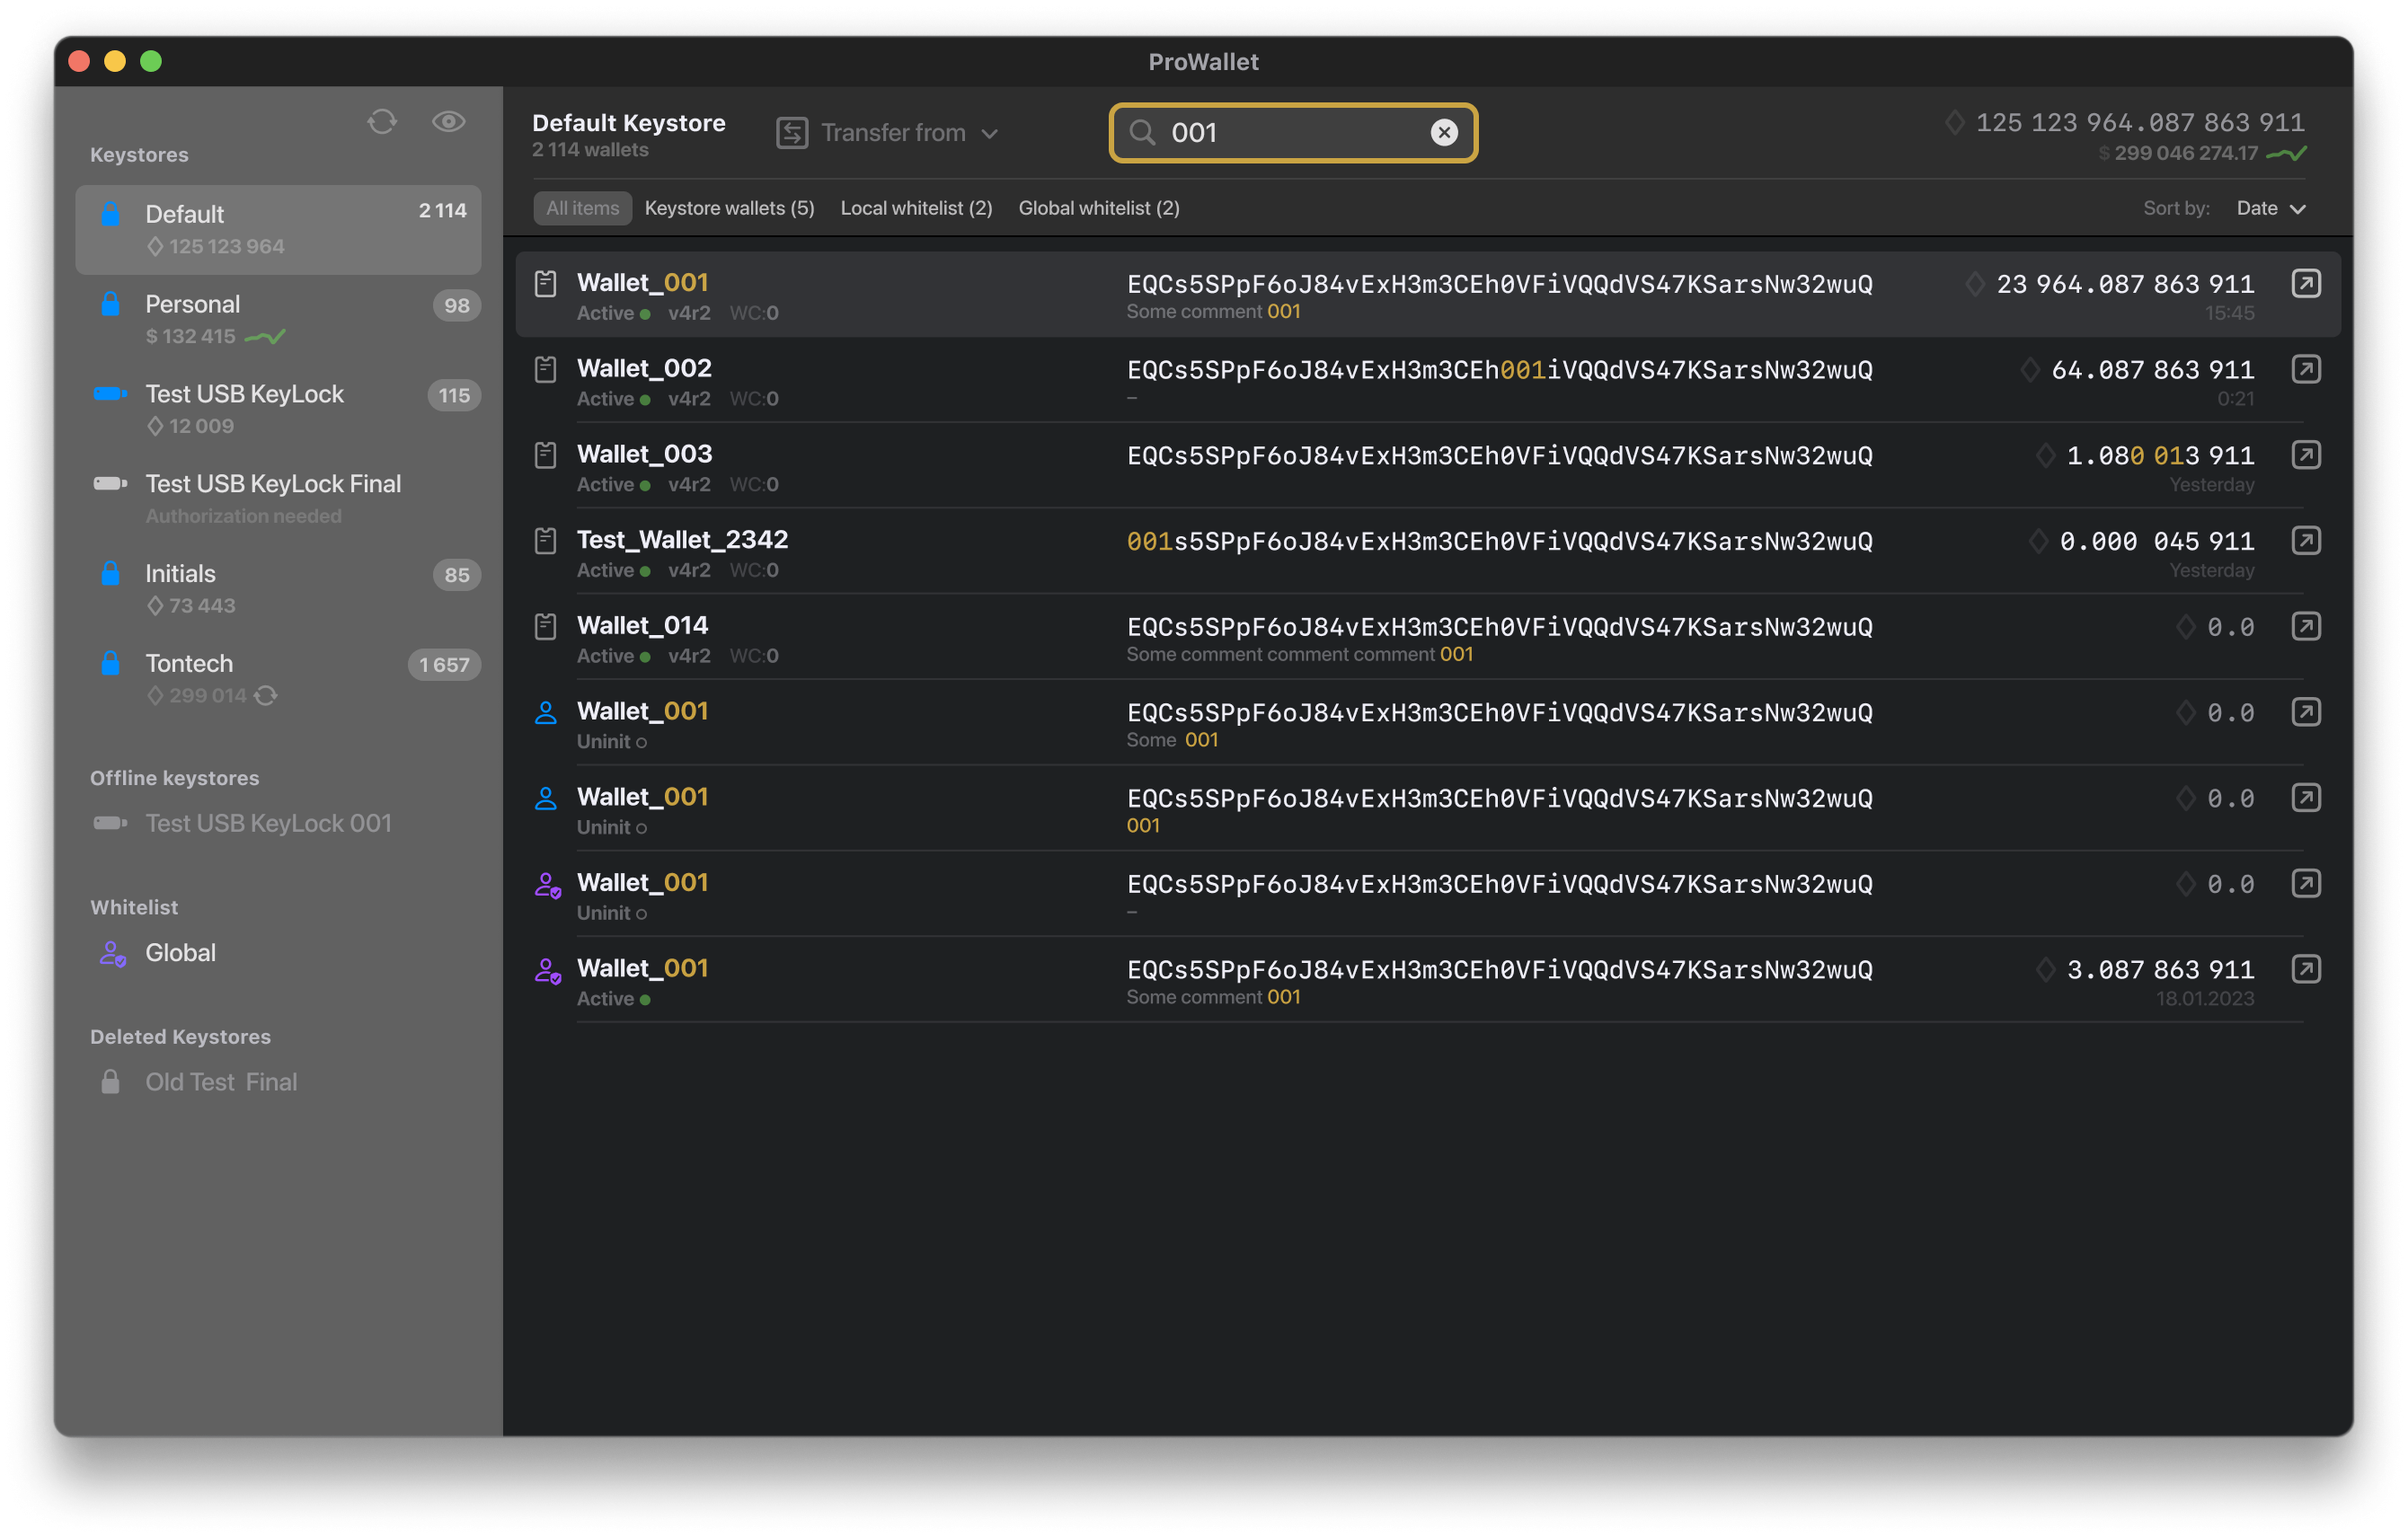 ProWallet
Keystores
Default 2 114
125 123 964
Personal 98
$ 132 415
Test USB KeyLock 115
12 009
Test USB KeyLock Final
Authorization needed
Initials 85
73 443
Tontech 1 657
299 014
Offline keystores
Test USB KeyLock 001
Whitelist
Global
Deleted Keystores
Old Test Final
Default Keystore
2 114 wallets
Transfer from
001
125 123 964.087 863 911
$ 299 046 274.17
All items Keystore wallets (5) Local whitelist (2) Global whitelist (2) Sort by: Date
Wallet_001 EQCs5SPpF6oJ84vExH3m3CEh0VFiVQQdVS47KSarsNw32wuQ 23 964.087 863 911
Active v4r2 WC:0 Some comment 001 15:45
Wallet_002 EQCs5SPpF6oJ84vExH3m3CEh001iVQQdVS47KSarsNw32wuQ 64.087 863 911
Active v4r2 WC:0 – 0:21
Wallet_003 EQCs5SPpF6oJ84vExH3m3CEh0VFiVQQdVS47KSarsNw32wuQ 1.080 013 911
Active v4r2 WC:0 Yesterday
Test_Wallet_2342 001s5SPpF6oJ84vExH3m3CEh0VFiVQQdVS47KSarsNw32wuQ 0.000 045 911
Active v4r2 WC:0 Yesterday
Wallet_014 EQCs5SPpF6oJ84vExH3m3CEh0VFiVQQdVS47KSarsNw32wuQ 0.0
Active v4r2 WC:0 Some comment comment comment 001
Wallet_001 EQCs5SPpF6oJ84vExH3m3CEh0VFiVQQdVS47KSarsNw32wuQ 0.0
Uninit Some 001
Wallet_001 EQCs5SPpF6oJ84vExH3m3CEh0VFiVQQdVS47KSarsNw32wuQ 0.0
Uninit 001
Wallet_001 EQCs5SPpF6oJ84vExH3m3CEh0VFiVQQdVS47KSarsNw32wuQ 0.0
Uninit –
Wallet_001 EQCs5SPpF6oJ84vExH3m3CEh0VFiVQQdVS47KSarsNw32wuQ 3.087 863 911
Active Some comment 001 18.01.2023